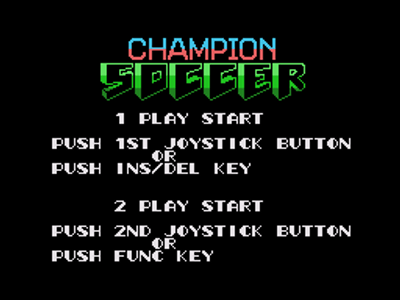 CHAMPION
SOCCER
1 PLAY START
PUSH 1ST JOYSTICK BUTTON
OR
PUSH INS/DEL KEY
2 PLAY START
PUSH 2ND JOYSTICK BUTTON
OR
PUSH FUNC KEY